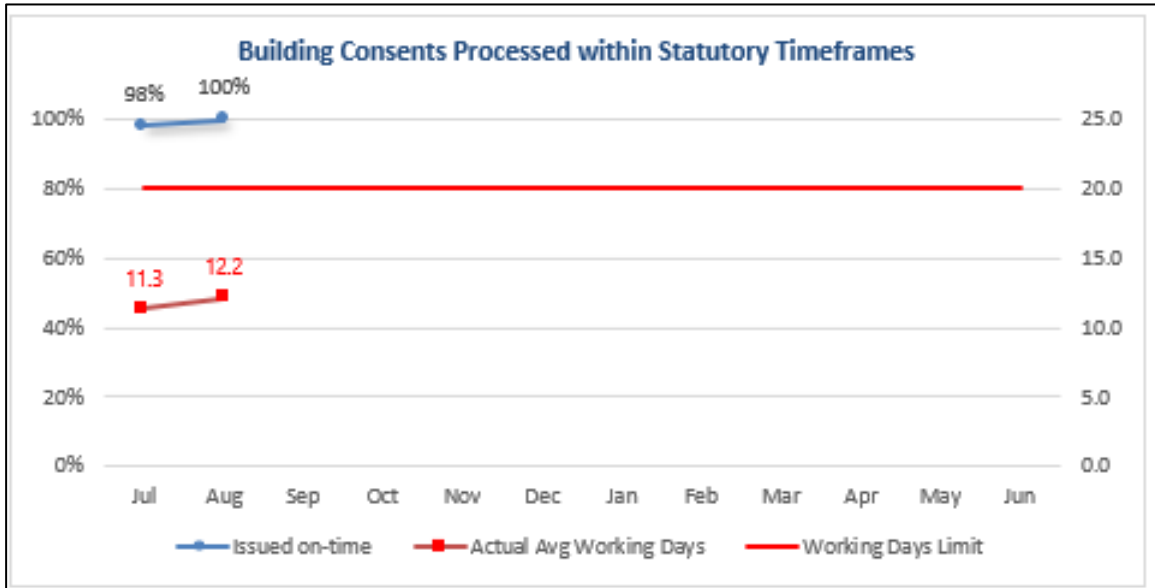 Building Consents Processed within Statutory Timeframes
98% 100%
100% 25.0
80% 20.0
11.3 12.2
60% 15.0
40% 10.0
20% 5.0
0% 0.0
Jul Aug Sep Oct Nov Dec Jan Feb Mar Apr May Jun
Issued on-time Actual Avg Working Days Working Days Limit